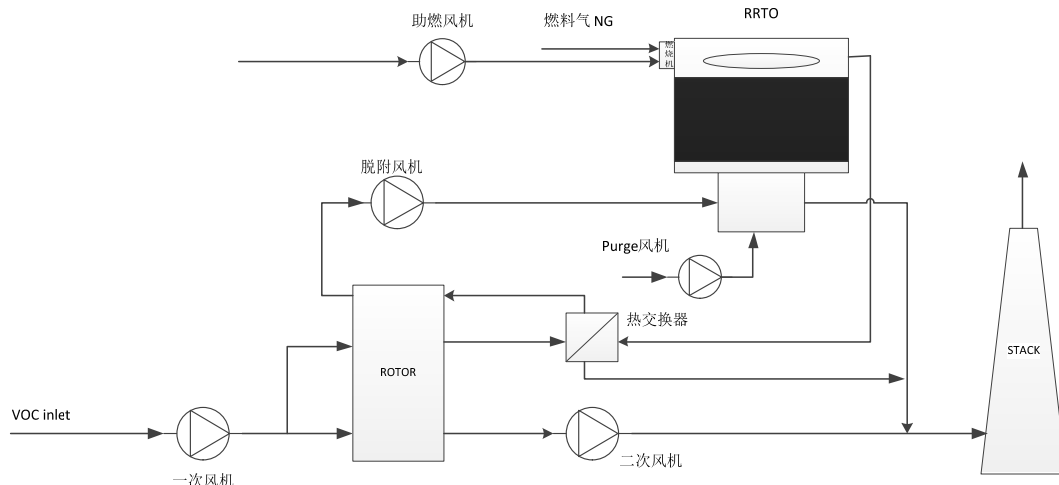 RRTO
助燃风机
燃料气 NG
燃烧机
脱附风机
Purge风机
热交换器
ROTOR
STACK
VOC inlet
一次风机
二次风机